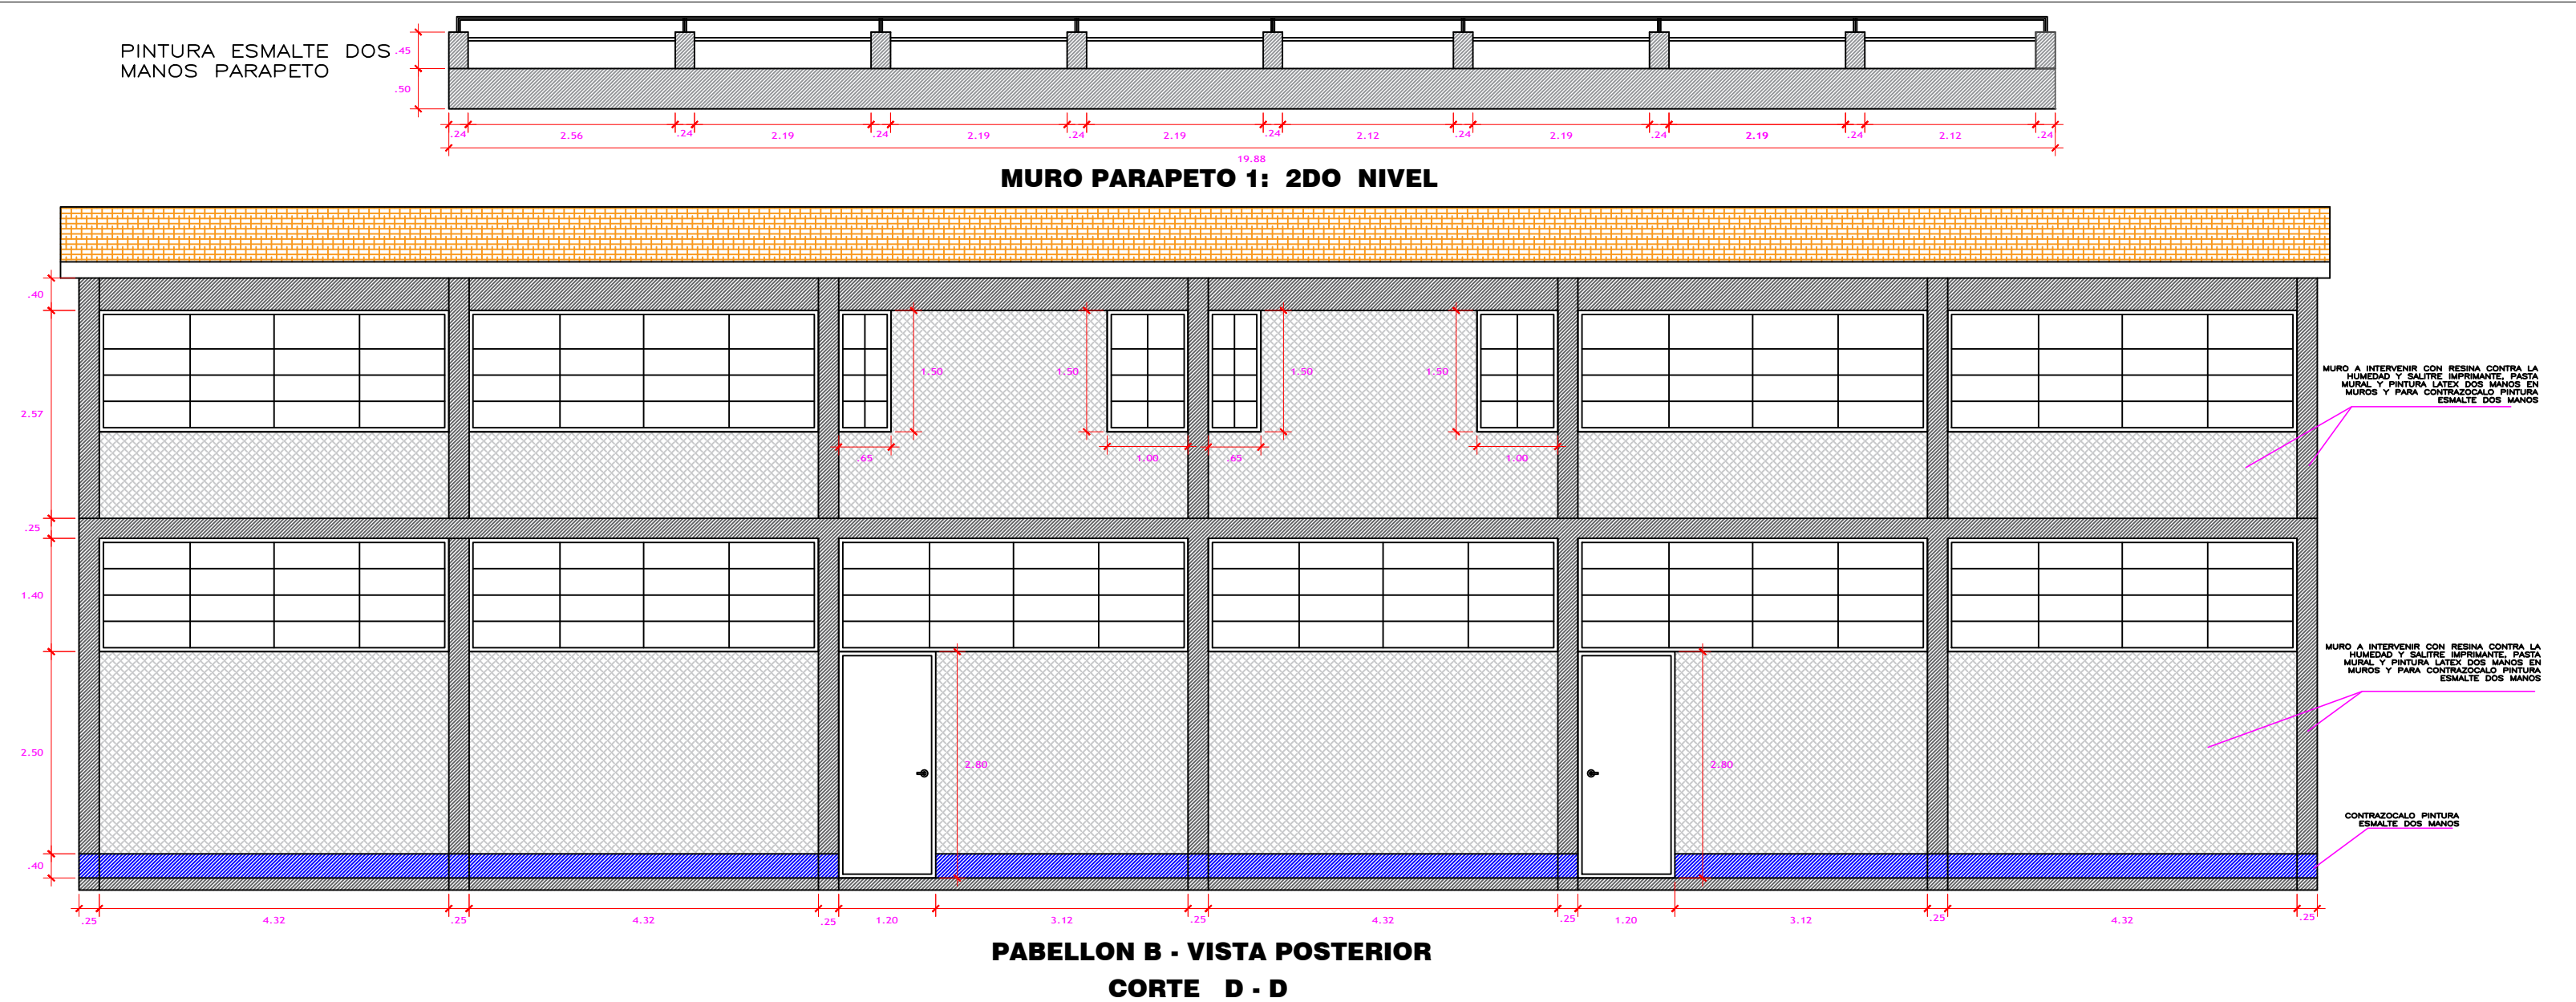 PINTURA ESMALTE DOS
MANOS PARAPETO
.45
.50
.24 2.56 .24 2.19 .24 2.19 .24 2.19 .24 2.12 .24 2.19 .24 2.19 .24 2.12 .24
19.88
MURO PARAPETO 1: 2DO NIVEL
.40
2.57
.25
1.40
2.50
.40
1.50 1.50 1.50 1.50
.65 1.00 .65 1.00
MURO A INTERVENIR CON RESINA CONTRA LA
HUMEDAD Y SALITRE IMPRIMANTE, PASTA
MURAL Y PINTURA LATEX DOS MANOS EN
MUROS Y PARA CONTRAZOCALO PINTURA
ESMALTE DOS MANOS
MURO A INTERVENIR CON RESINA CONTRA LA
HUMEDAD Y SALITRE IMPRIMANTE, PASTA
MURAL Y PINTURA LATEX DOS MANOS EN
MUROS Y PARA CONTRAZOCALO PINTURA
ESMALTE DOS MANOS
2.80 2.80
CONTRAZOCALO PINTURA
ESMALTE DOS MANOS
.25 4.32 .25 4.32 .25 1.20 3.12 .25 4.32 .25 1.20 3.12 .25 4.32 .25
PABELLON B - VISTA POSTERIOR
CORTE D - D